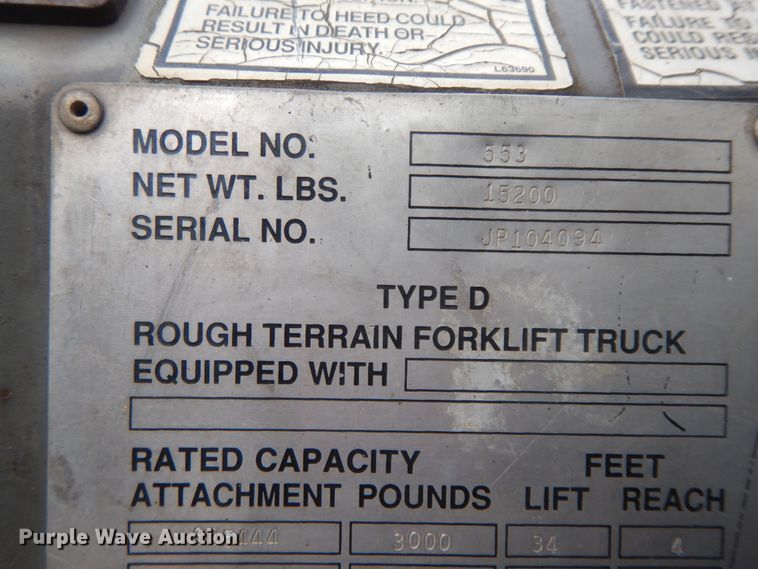 FAILURE TO HEED COULD
RESULT IN DEATH OR
SERIOUS INJURY.
L63690
FASTENED
FAILURE TO
COULD
SERIOUS
MODEL NO. 553
NET WT. LBS. 15200
SERIAL NO. JP104094
TYPE D
ROUGH TERRAIN FORKLIFT TRUCK
EQUIPPED WITH
RATED CAPACITY FEET
ATTACHMENT POUNDS LIFT REACH
3000 34 4
Purple Wave Auction